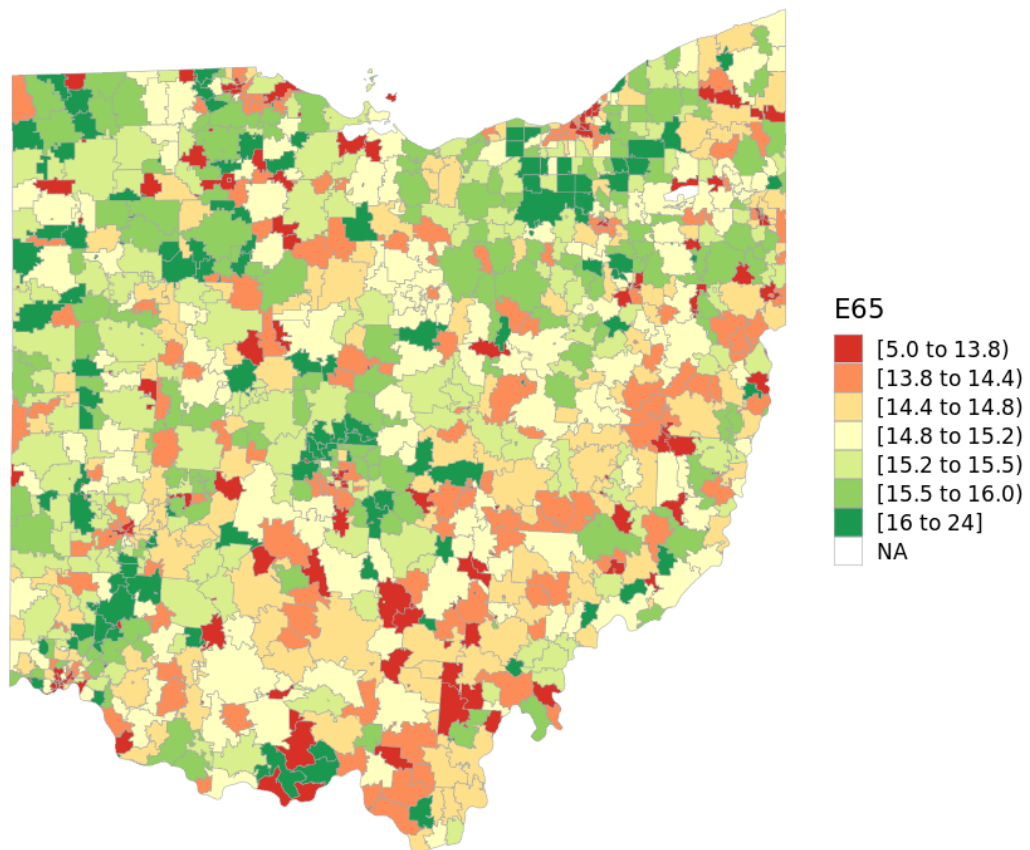 E65
[5.0 to 13.8)
[13.8 to 14.4)
[14.4 to 14.8)
[14.8 to 15.2)
[15.2 to 15.5)
[15.5 to 16.0)
[16 to 24]
NA